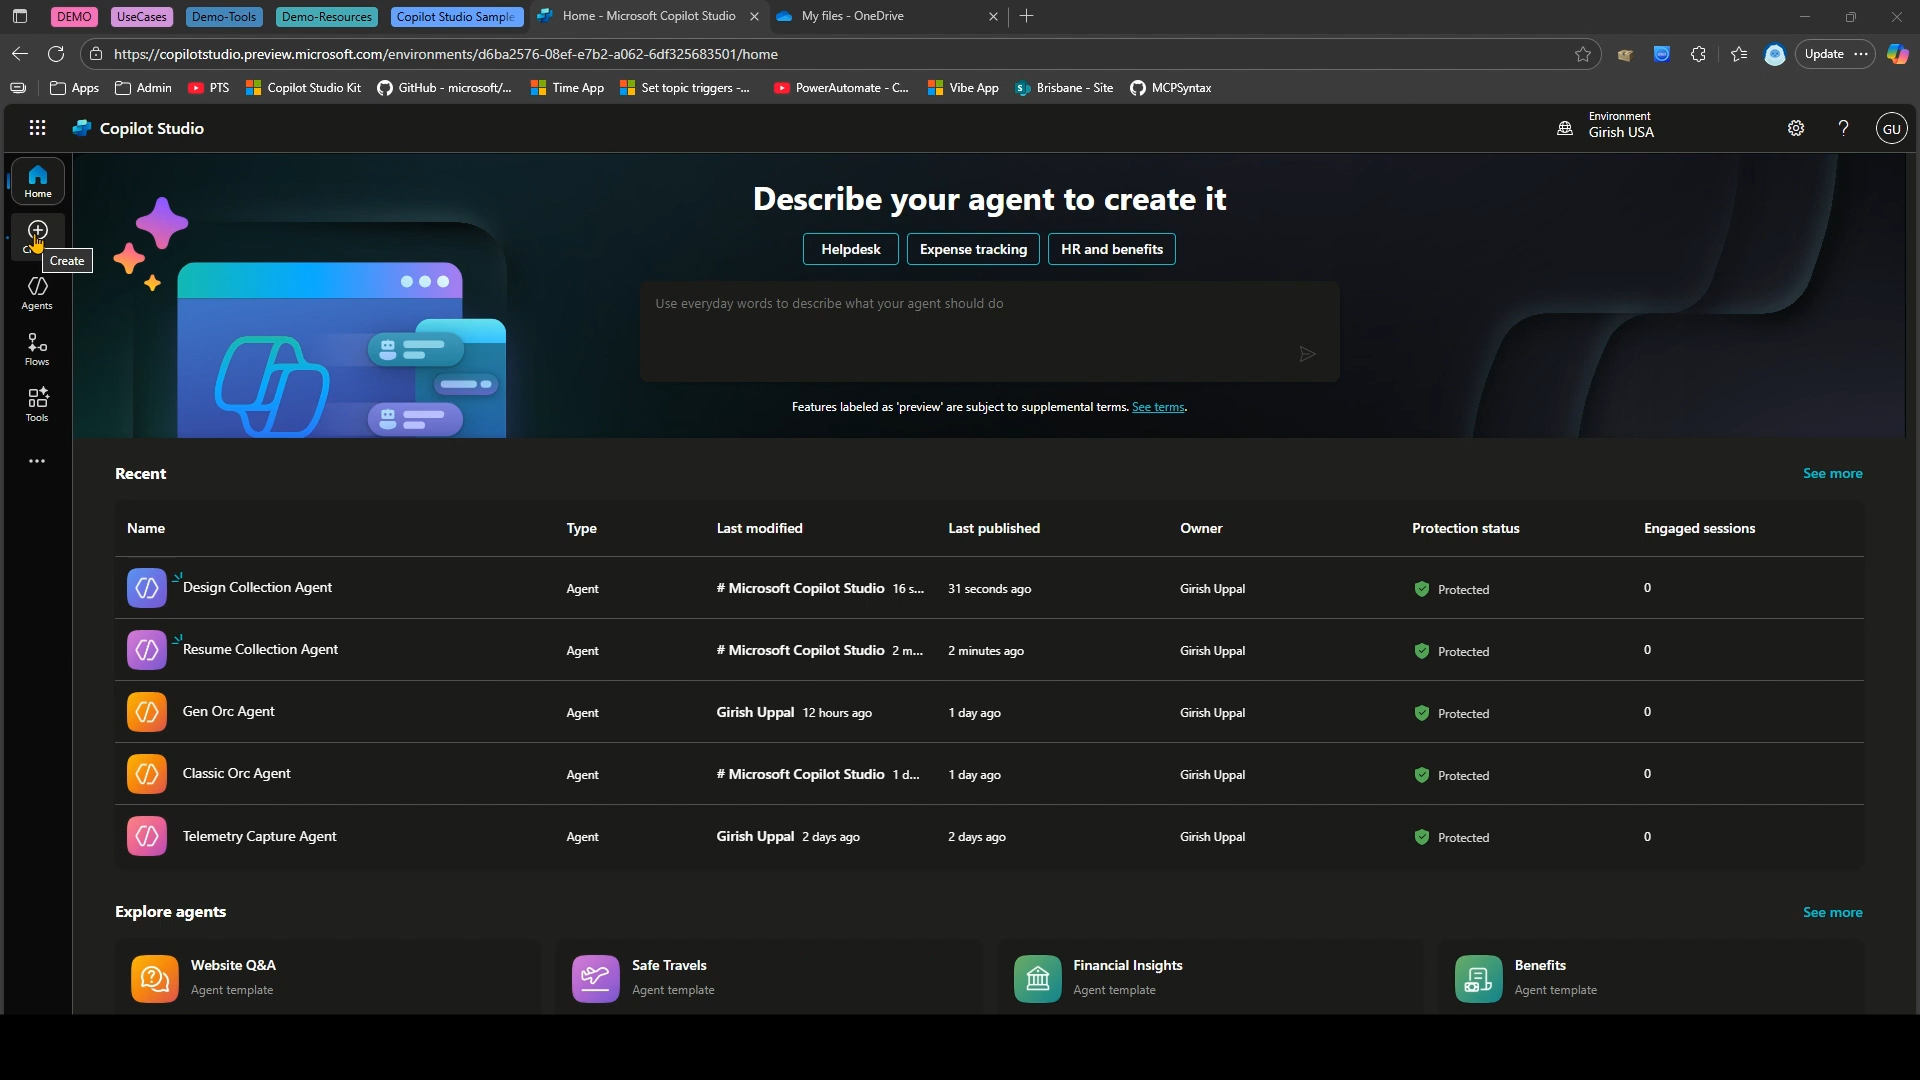 DEMO UseCases Demo-Tools Demo-Resources Copilot Studio Sample Home - Microsoft Copilot Studio My files - OneDrive
https://copilotstudio.preview.microsoft.com/environments/d6ba2576-08ef-e7b2-a062-6df325683501/home Update
Apps Admin PTS Copilot Studio Kit GitHub - microsoft/... Time App Set topic triggers -... PowerAutomate - C... Vibe App Brisbane - Site MCPSyntax
Copilot Studio
Environment
Girish USA
GU
Home
Create
Agents
Flows
Tools
Describe your agent to create it
Helpdesk Expense tracking HR and benefits
Use everyday words to describe what your agent should do
Features labeled as 'preview' are subject to supplemental terms. See terms.
Recent See more
Name Type Last modified Last published Owner Protection status Engaged sessions
Design Collection Agent Agent # Microsoft Copilot Studio 16 s... 31 seconds ago Girish Uppal Protected 0
Resume Collection Agent Agent # Microsoft Copilot Studio 2 m... 2 minutes ago Girish Uppal Protected 0
Gen Orc Agent Agent Girish Uppal 12 hours ago 1 day ago Girish Uppal Protected 0
Classic Orc Agent Agent # Microsoft Copilot Studio 1 d... 1 day ago Girish Uppal Protected 0
Telemetry Capture Agent Agent Girish Uppal 2 days ago 2 days ago Girish Uppal Protected 0
Explore agents See more
Website Q&A Safe Travels Financial Insights Benefits
Agent template Agent template Agent template Agent template